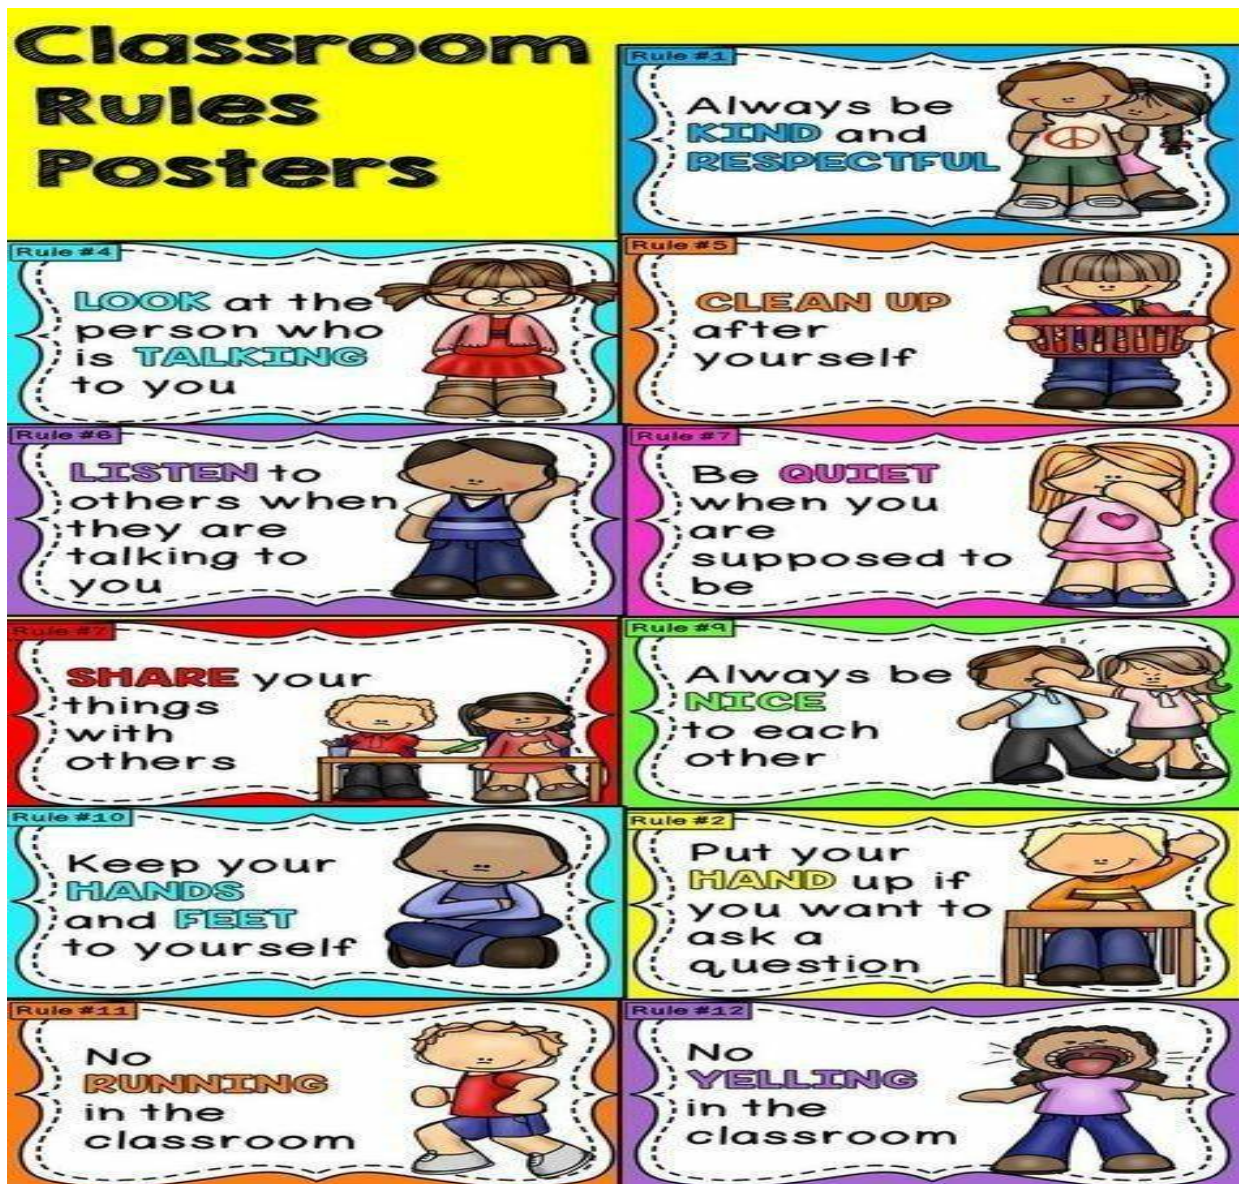 Classroom
Rules
Posters
Rule #1
Always be
KIND and
RESPECTFUL
Rule #4
LOOK at the
person who
is TALKING
to you
Rule #5
CLEAN UP
after
yourself
Rule #6
LISTEN to
others when
they are
talking to
you
Rule #7
Be QUIET
when you
are
supposed to
be
Rule #7
SHARE your
things
with
others
Rule #9
Always be
NICE
to each
other
Rule #10
Keep your
HANDS
and FEET
to yourself
Rule #2
Put your
HAND up if
you want to
ask a
question
Rule #11
No
RUNNING
in the
classroom
Rule #12
No
YELLING
in the
classroom